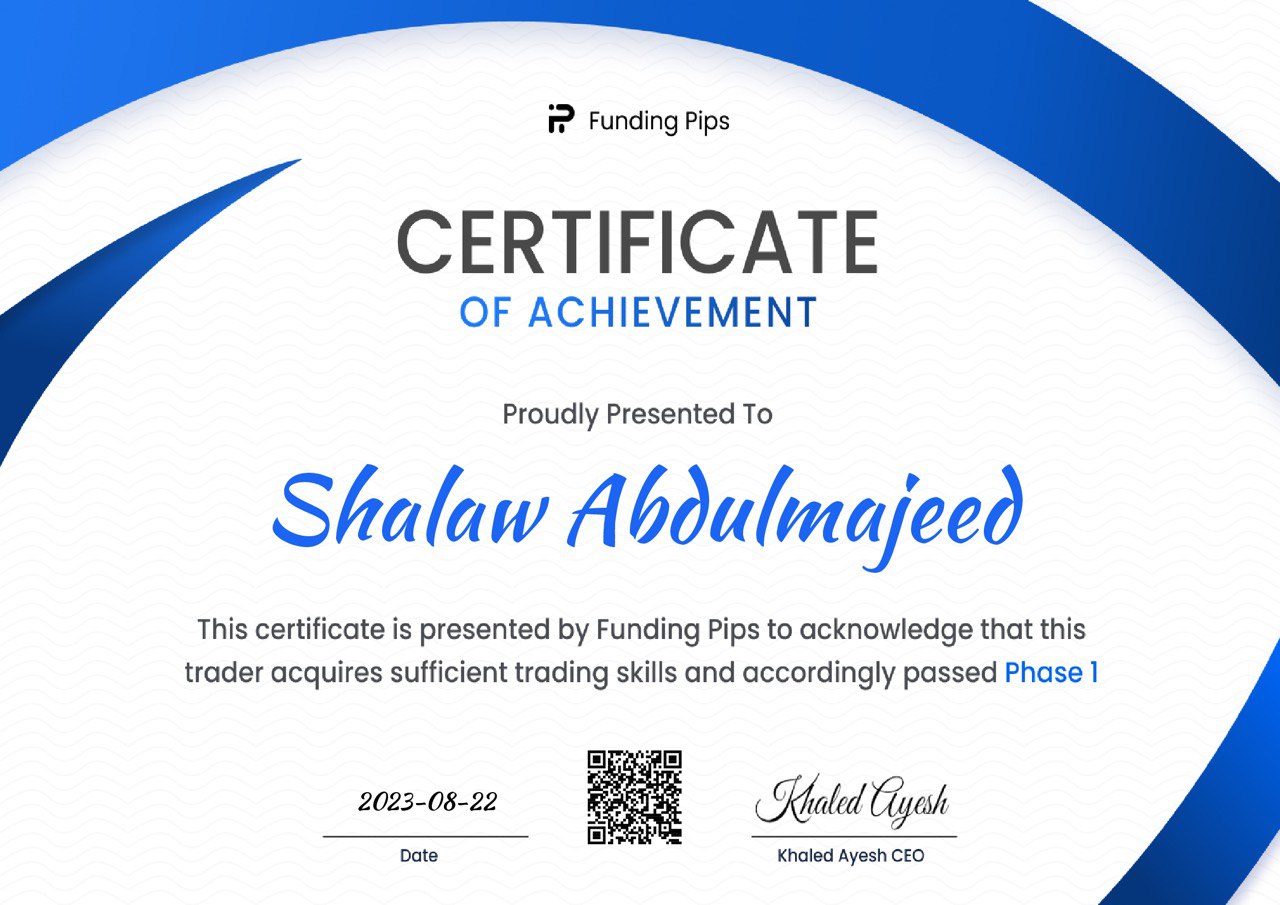 Funding Pips
CERTIFICATE
OF ACHIEVEMENT
Proudly Presented To
Shalaw Abdulmajeed
This certificate is presented by Funding Pips to acknowledge that this
trader acquires sufficient trading skills and accordingly passed Phase 1
2023-08-22
Date
Khaled Ayesh
Khaled Ayesh CEO